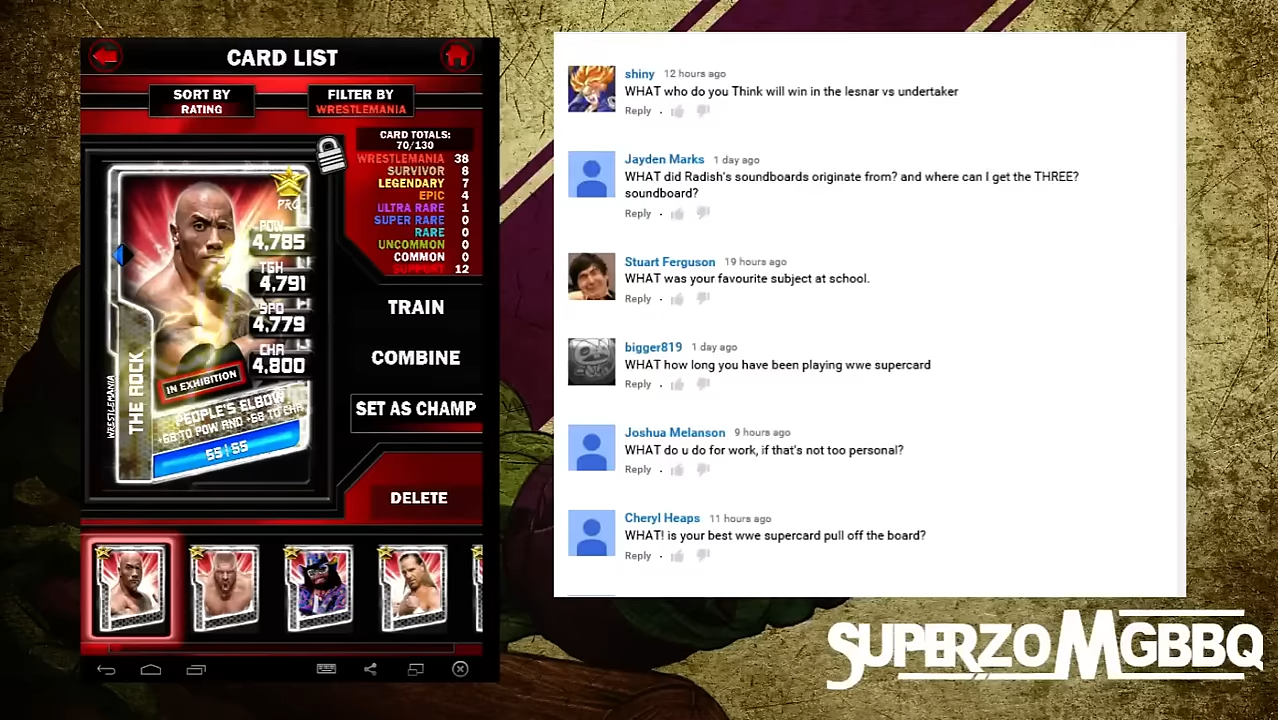 CARD LIST
SORT BY
RATING
FILTER BY
WRESTLEMANIA
CARD TOTALS:
70/130
WRESTLEMANIA 38
SURVIVOR 8
LEGENDARY 7
EPIC 4
ULTRA RARE 1
SUPER RARE 0
RARE 0
UNCOMMON 0
COMMON 0
SUPPORT 12
PRO
POW
4,785
TGH
4,791
SPD
4,779
CHA
4,800
IN EXHIBITION
WRESTLEMANIA
THE ROCK
PEOPLE'S ELBOW
+68 TO POW AND +68 TO CHA
55 | 55
TRAIN
COMBINE
SET AS CHAMP
DELETE
shiny 12 hours ago
WHAT who do you Think will win in the lesnar vs undertaker
Reply ·
Jayden Marks 1 day ago
WHAT did Radish's soundboards originate from? and where can I get the THREE?
soundboard?
Reply ·
Stuart Ferguson 19 hours ago
WHAT was your favourite subject at school.
Reply ·
bigger819 1 day ago
WHAT how long you have been playing wwe supercard
Reply ·
Joshua Melanson 9 hours ago
WHAT do u do for work, if that's not too personal?
Reply ·
Cheryl Heaps 11 hours ago
WHAT! is your best wwe supercard pull off the board?
Reply ·
SUPERZOMGBBQ